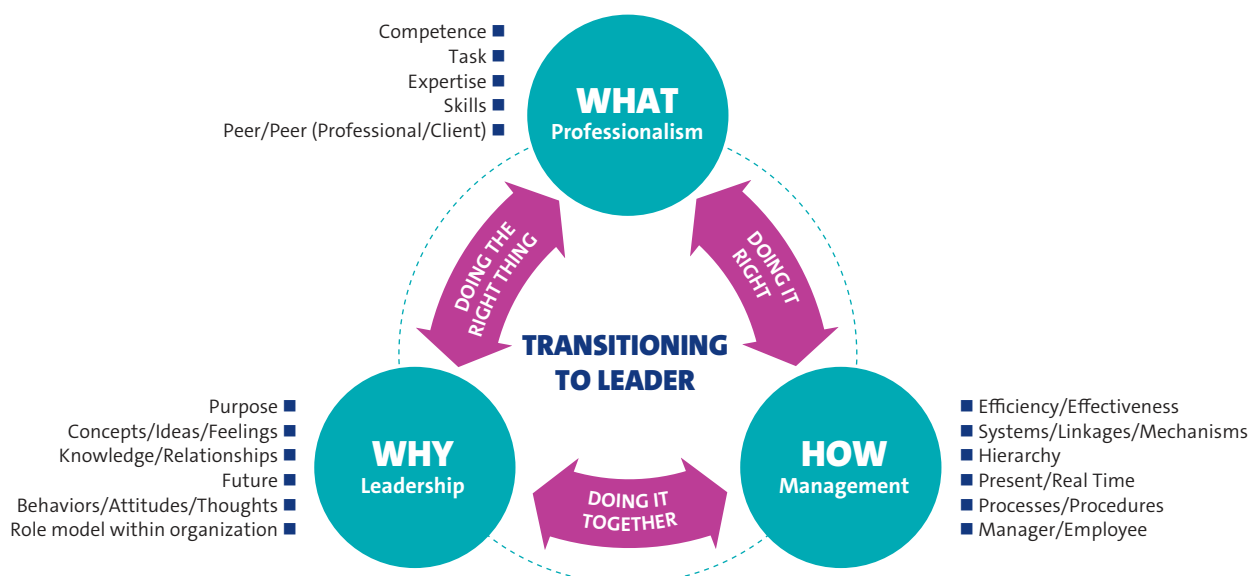 Competence
Task
Expertise
Skills
Peer/Peer (Professional/Client)
WHAT
Professionalism
DOING THE
RIGHT THING
DOING IT
RIGHT
TRANSITIONING
TO LEADER
Purpose
Concepts/Ideas/Feelings
Knowledge/Relationships
Future
Behaviors/Attitudes/Thoughts
Role model within organization
WHY
Leadership
DOING IT
TOGETHER
HOW
Management
Efficiency/Effectiveness
Systems/Linkages/Mechanisms
Hierarchy
Present/Real Time
Processes/Procedures
Manager/Employee